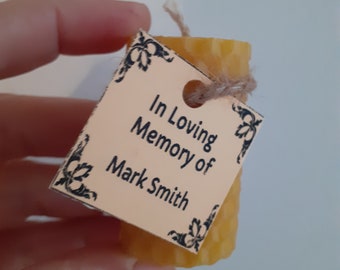 In Loving
Memory of
Mark Smith